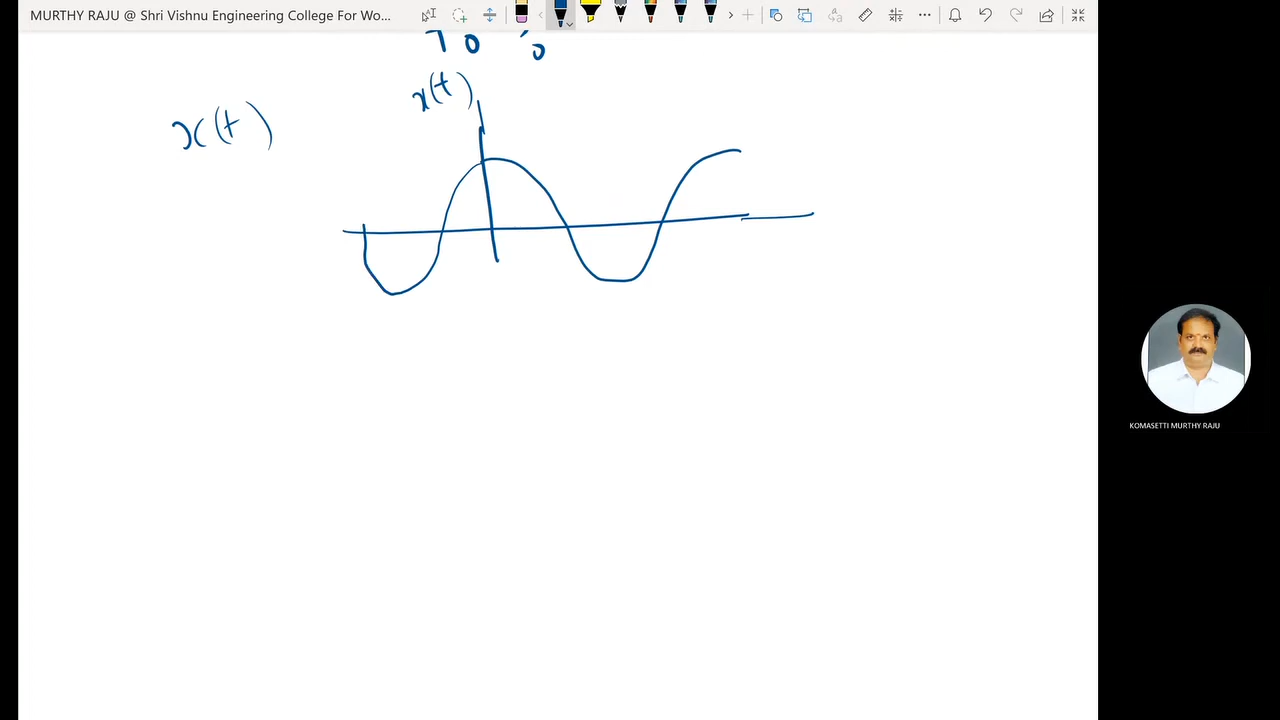 MURTHY RAJU @ Shri Vishnu Engineering College For Wo...
x(t)
x(t)
KOMASETTI MURTHY RAJU